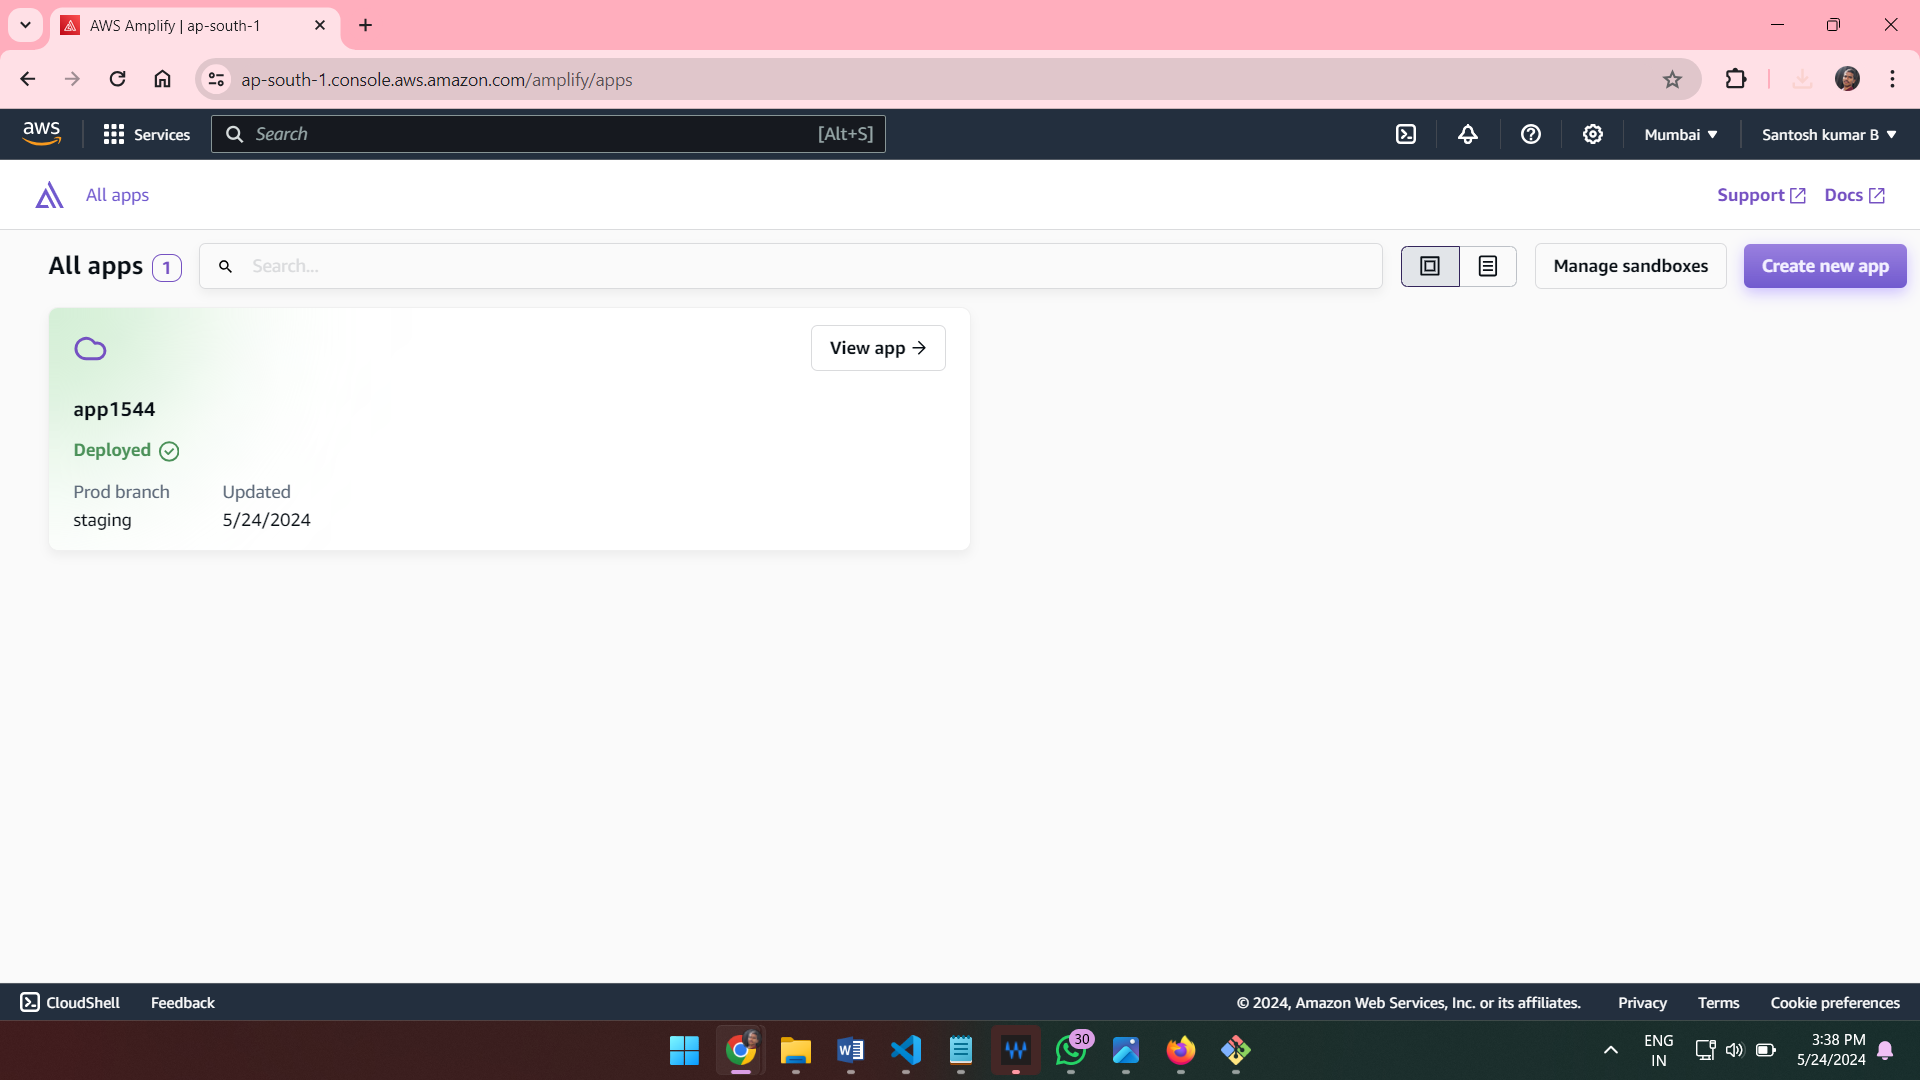 AWS Amplify | ap-south-1
ap-south-1.console.aws.amazon.com/amplify/apps
aws
Services
Search
[Alt+S]
Mumbai
Santosh kumar B
All apps
Support
Docs
All apps
1
Search...
Manage sandboxes
Create new app
View app
app1544
Deployed
Prod branch
Updated
staging
5/24/2024
CloudShell
Feedback
© 2024, Amazon Web Services, Inc. or its affiliates.
Privacy
Terms
Cookie preferences
30
ENG
IN
3:38 PM
5/24/2024